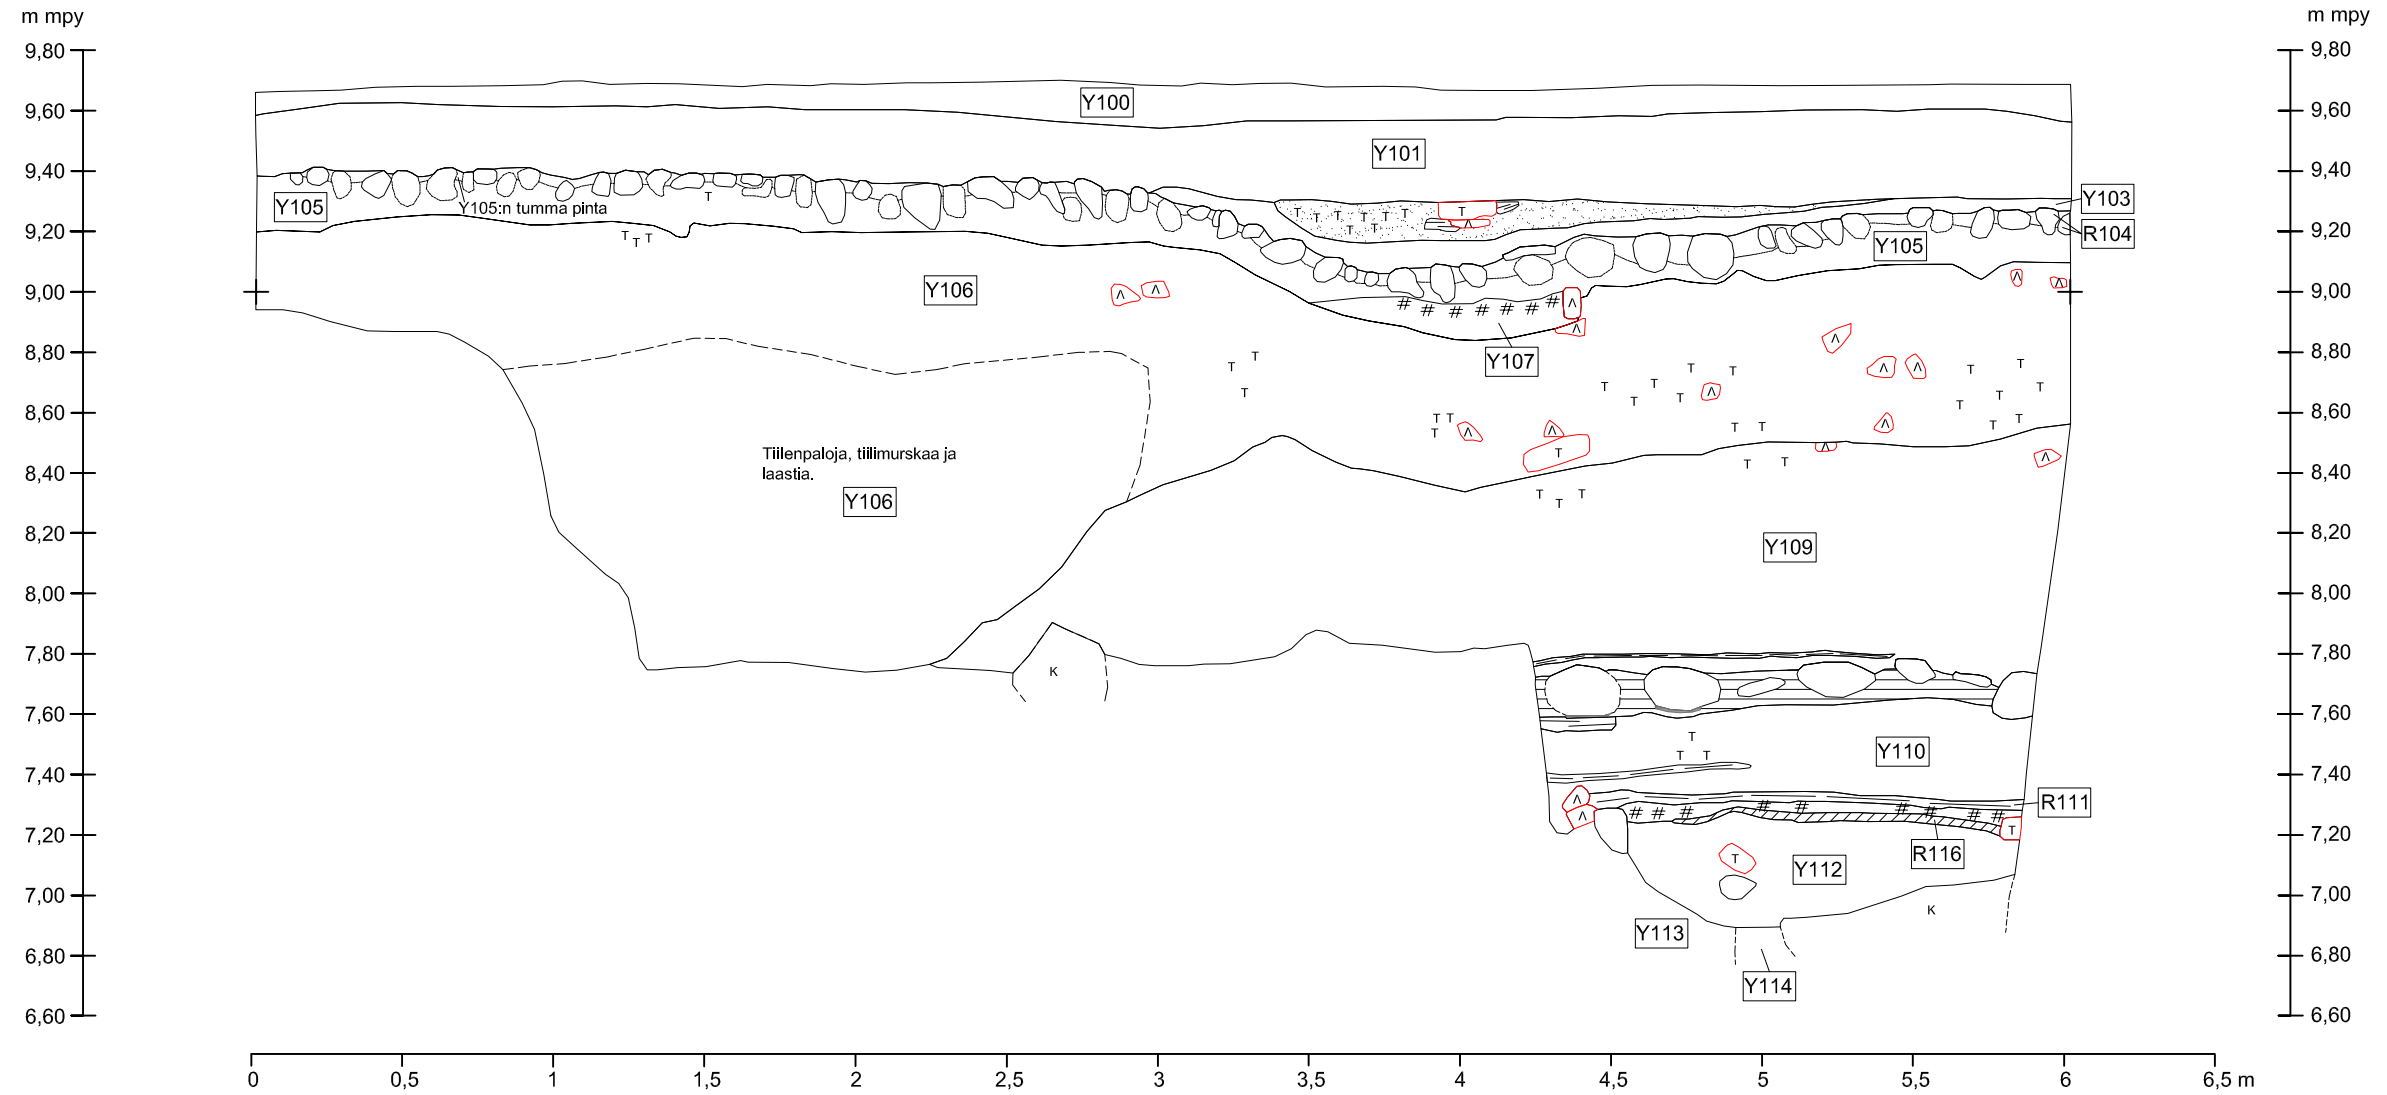 m mpy
m mpy
9,80
9,80
Y100
9,60
9,60
Y101
9,40
9,40
T
Y103
Y105
Y105:n tumma pinta
T T T T T T T T
T
Λ
R104
9,20
9,20
T T T
Y105
Y106
Λ Λ
Λ Λ
9,00
9,00
# # # # # # #
Λ
Λ
Λ
8,80
8,80
Y107
T T T
T T T T T T
Λ Λ Λ
T T T T T T
8,60
8,60
T T T
Λ Λ
T
T T
Λ
Λ
Λ
Tiilenpaloja, tiilimurskaa ja
laastia.
8,40
8,40
T T
Y106
T T T
8,20
8,20
Y109
8,00
8,00
7,80
7,80
K
7,60
7,60
T
T T
Y110
7,40
7,40
Λ
Λ
# # # # # # # # #
R111
7,20
7,20
T
R116
T
Y112
7,00
7,00
K
Y113
6,80
6,80
Y114
6,60
6,60
0 0,5 1 1,5 2 2,5 3 3,5 4 4,5 5 5,5 6 6,5 m